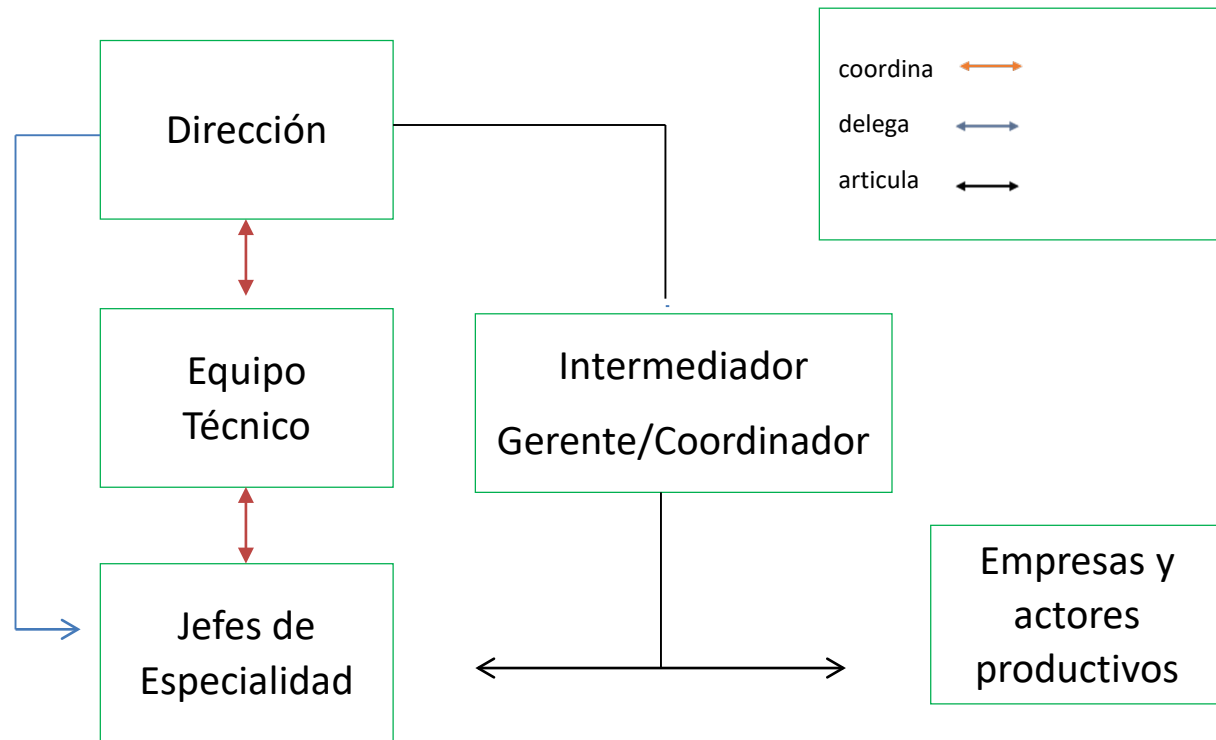 coordina
delega
articula
Dirección
Equipo
Técnico
Intermediador
Gerente/Coordinador
Jefes de
Especialidad
Empresas y
actores
productivos